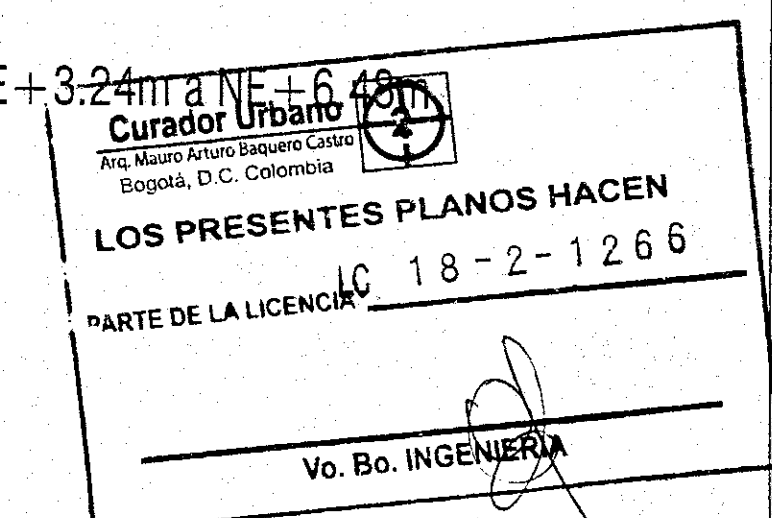 E+3.24m a NE+6.48m
Curador Urbano 2
Arq. Mauro Arturo Baquero Castro
Bogotá, D.C. Colombia
LOS PRESENTES PLANOS HACEN
PARTE DE LA LICENCIA LC 18-2-1266
Vo. Bo. INGENIERIA